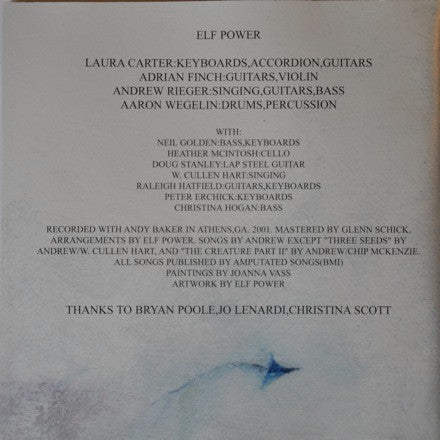 ELF POWER
LAURA CARTER:KEYBOARDS,ACCORDION,GUITARS
ADRIAN FINCH:GUITARS,VIOLIN
ANDREW RIEGER:SINGING,GUITARS,BASS
AARON WEGELIN:DRUMS,PERCUSSION
WITH:
NEIL GOLDEN:BASS,KEYBOARDS
HEATHER MCINTOSH:CELLO
DOUG STANLEY:LAP STEEL GUITAR
W. CULLEN HART:SINGING
RALEIGH HATFIELD:GUITARS,KEYBOARDS
PETER ERCHICK:KEYBOARDS
CHRISTINA HOGAN:BASS
RECORDED WITH ANDY BAKER IN ATHENS,GA. 2001. MASTERED BY GLENN SCHICK.
ARRANGEMENTS BY ELF POWER. SONGS BY ANDREW EXCEPT "THREE SEEDS" BY
ANDREW/W. CULLEN HART, AND "THE CREATURE PART II" BY ANDREW/CHIP MCKENZIE.
ALL SONGS PUBLISHED BY AMPUTATED SONGS(BMI)
PAINTINGS BY JOANNA VASS
ARTWORK BY ELF POWER
THANKS TO BRYAN POOLE,JO LENARDI,CHRISTINA SCOTT